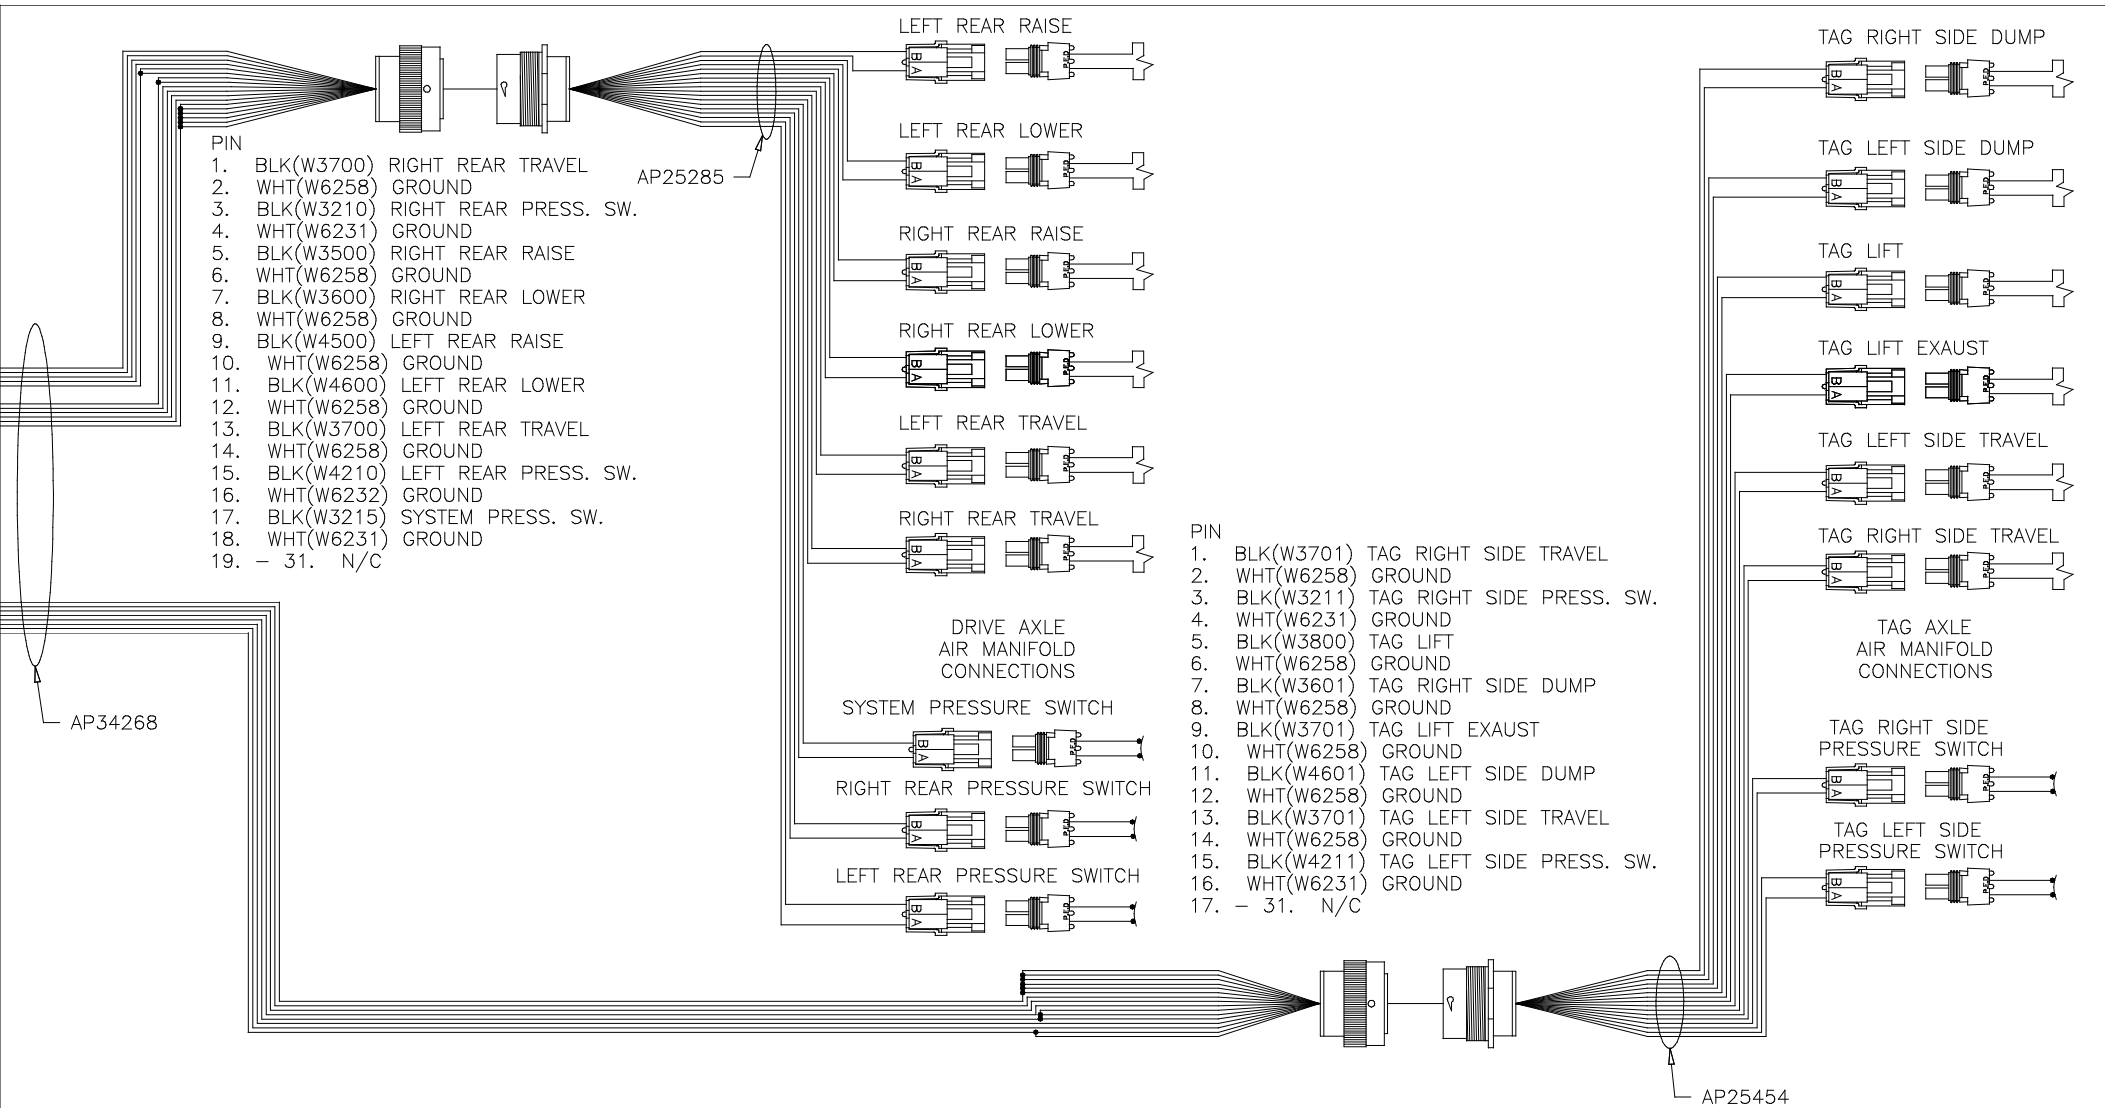 LEFT REAR RAISE
B
A
P.E.D
LEFT REAR LOWER
B
A
P.E.D
RIGHT REAR RAISE
B
A
P.E.D
RIGHT REAR LOWER
B
A
P.E.D
LEFT REAR TRAVEL
B
A
P.E.D
RIGHT REAR TRAVEL
B
A
P.E.D
DRIVE AXLE
AIR MANIFOLD
CONNECTIONS
SYSTEM PRESSURE SWITCH
B
A
P.E.D
RIGHT REAR PRESSURE SWITCH
B
A
P.E.D
LEFT REAR PRESSURE SWITCH
B
A
P.E.D
AP25285
PIN
1. BLK(W3700) RIGHT REAR TRAVEL
2. WHT(W6258) GROUND
3. BLK(W3210) RIGHT REAR PRESS. SW.
4. WHT(W6231) GROUND
5. BLK(W3500) RIGHT REAR RAISE
6. WHT(W6258) GROUND
7. BLK(W3600) RIGHT REAR LOWER
8. WHT(W6258) GROUND
9. BLK(W4500) LEFT REAR RAISE
10. WHT(W6258) GROUND
11. BLK(W4600) LEFT REAR LOWER
12. WHT(W6258) GROUND
13. BLK(W3700) LEFT REAR TRAVEL
14. WHT(W6258) GROUND
15. BLK(W4210) LEFT REAR PRESS. SW.
16. WHT(W6232) GROUND
17. BLK(W3215) SYSTEM PRESS. SW.
18. WHT(W6231) GROUND
19. – 31. N/C
AP34268
PIN
1. BLK(W3701) TAG RIGHT SIDE TRAVEL
2. WHT(W6258) GROUND
3. BLK(W3211) TAG RIGHT SIDE PRESS. SW.
4. WHT(W6231) GROUND
5. BLK(W3800) TAG LIFT
6. WHT(W6258) GROUND
7. BLK(W3601) TAG RIGHT SIDE DUMP
8. WHT(W6258) GROUND
9. BLK(W3701) TAG LIFT EXAUST
10. WHT(W6258) GROUND
11. BLK(W4601) TAG LEFT SIDE DUMP
12. WHT(W6258) GROUND
13. BLK(W3701) TAG LEFT SIDE TRAVEL
14. WHT(W6258) GROUND
15. BLK(W4211) TAG LEFT SIDE PRESS. SW.
16. WHT(W6231) GROUND
17. – 31. N/C
TAG RIGHT SIDE DUMP
B
A
P.E.D
TAG LEFT SIDE DUMP
B
A
P.E.D
TAG LIFT
B
A
P.E.D
TAG LIFT EXAUST
B
A
P.E.D
TAG LEFT SIDE TRAVEL
B
A
P.E.D
TAG RIGHT SIDE TRAVEL
B
A
P.E.D
TAG AXLE
AIR MANIFOLD
CONNECTIONS
TAG RIGHT SIDE
PRESSURE SWITCH
B
A
P.E.D
TAG LEFT SIDE
PRESSURE SWITCH
B
A
P.E.D
AP25454